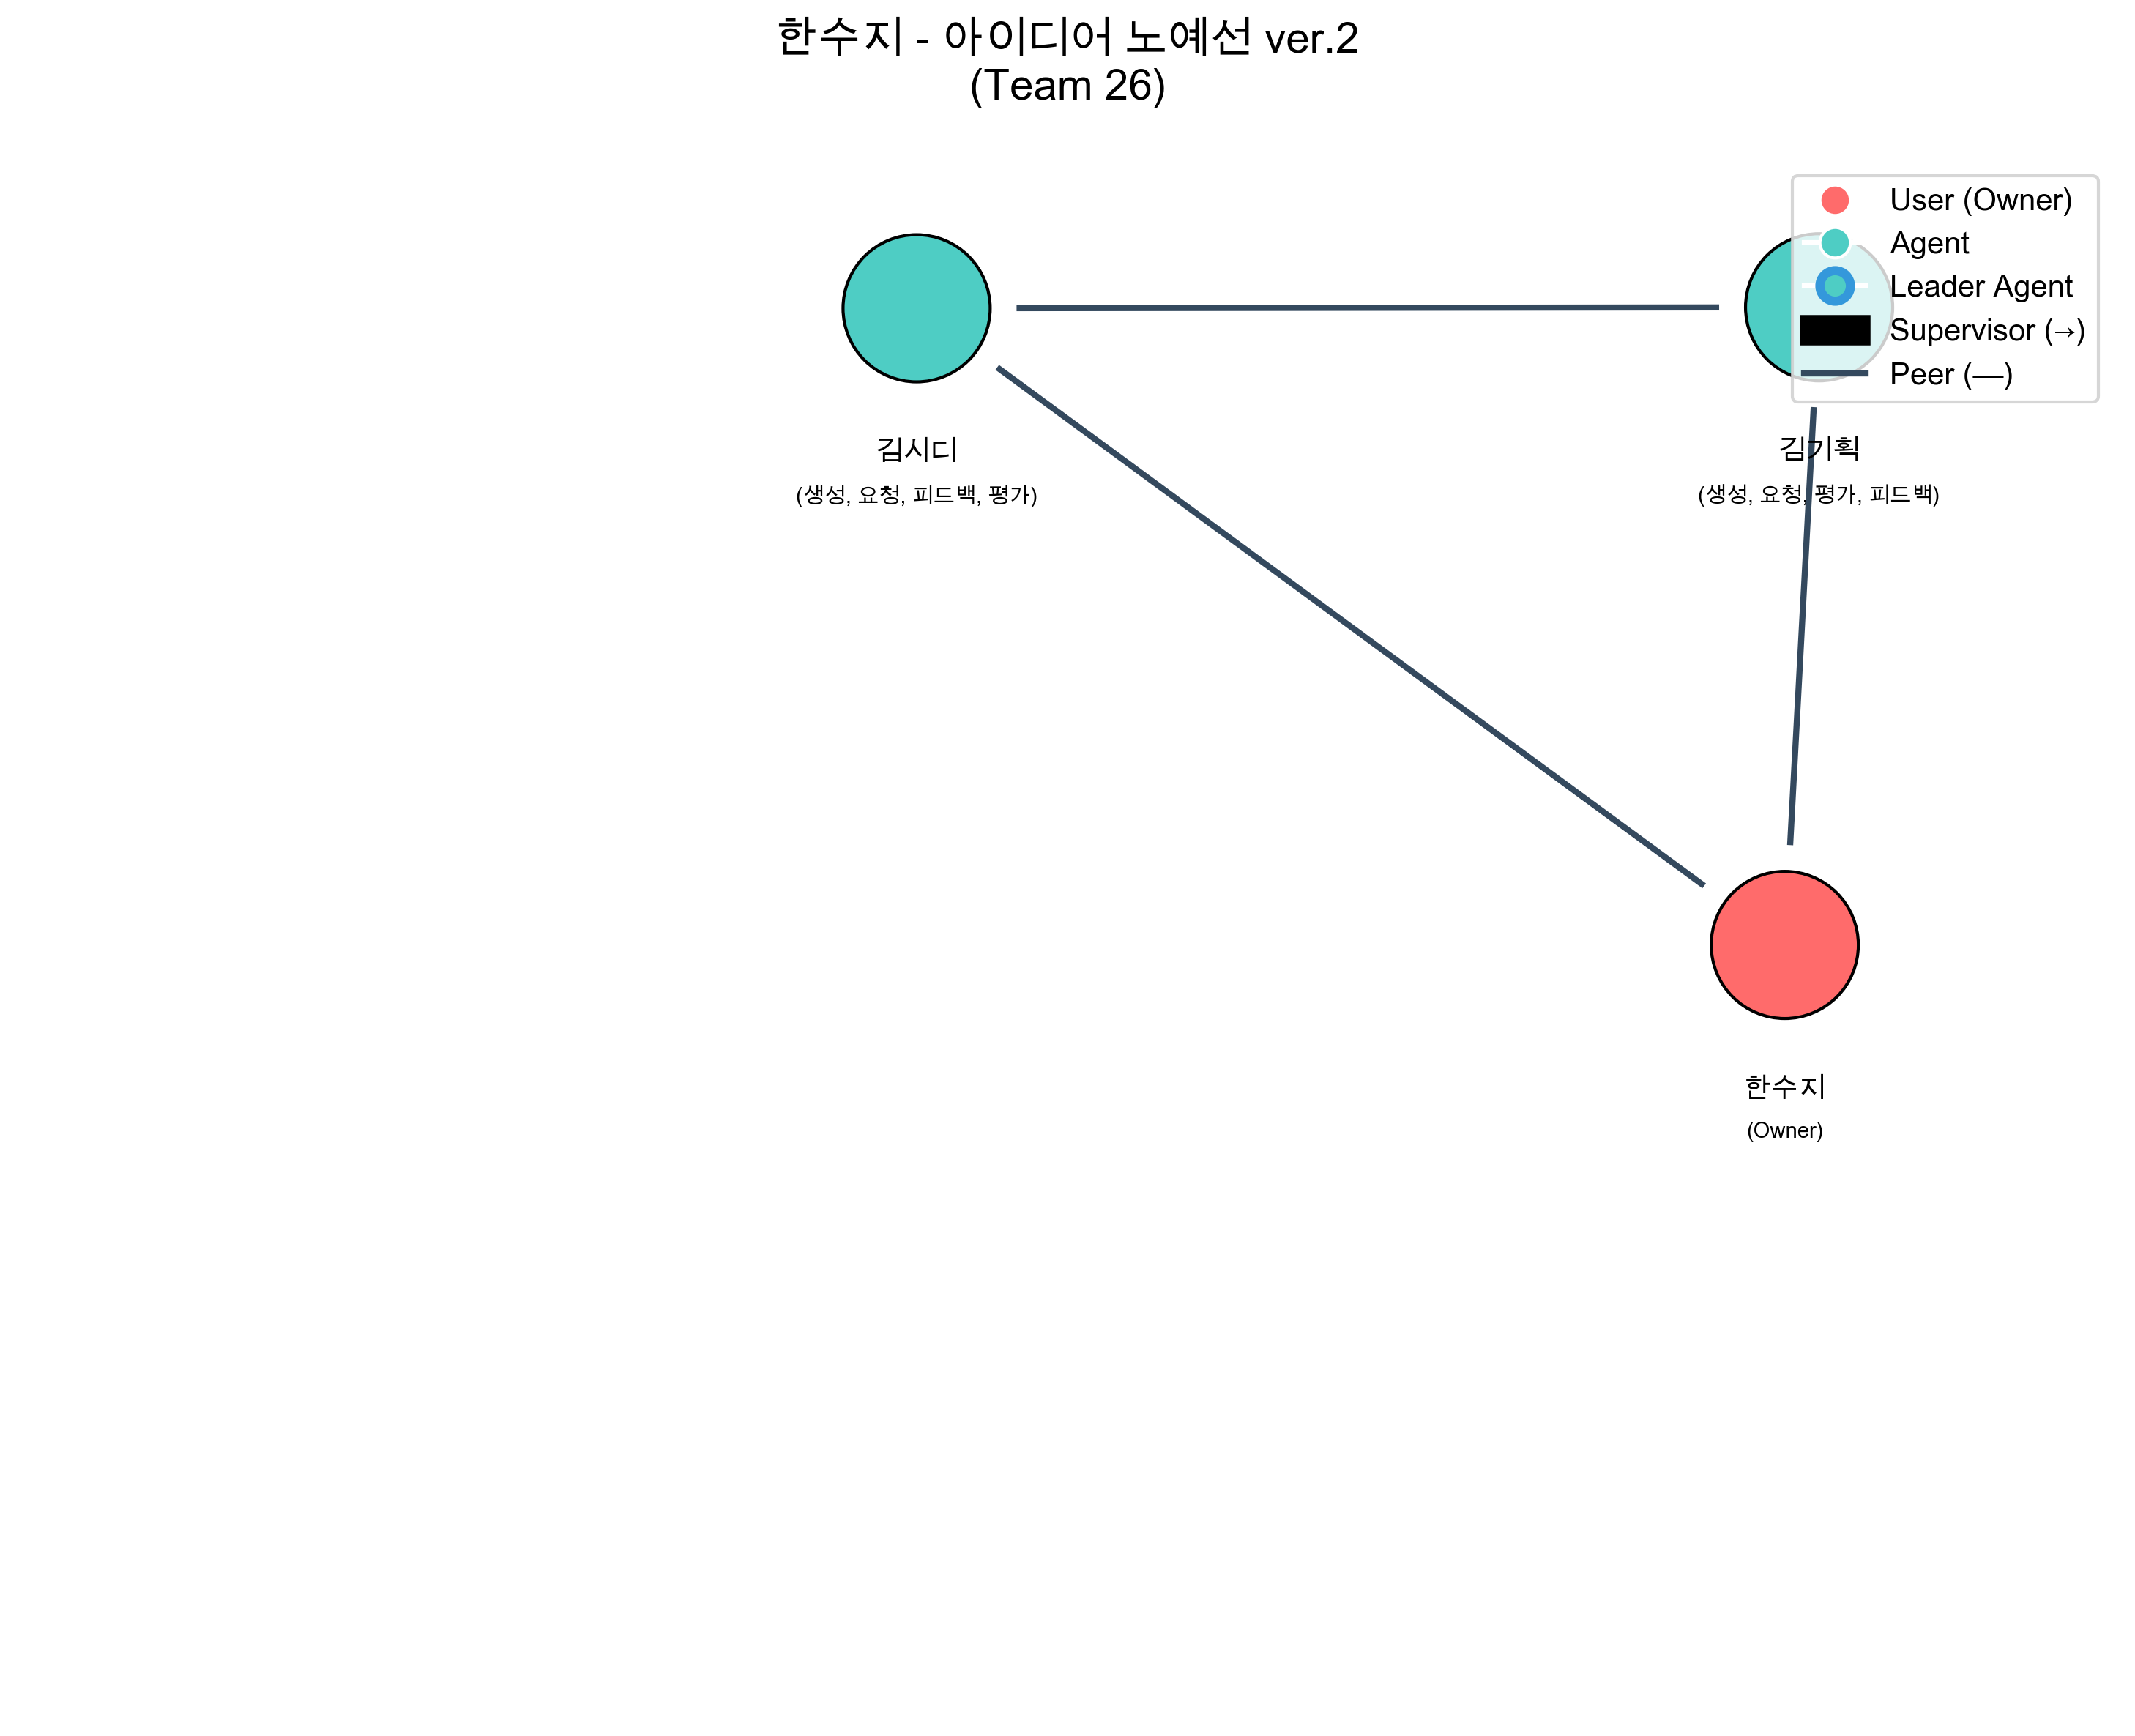 한수지 - 아이디어 노예선 ver.2
(Team 26)
User (Owner)
Agent
Leader Agent
Supervisor (→)
Peer (—)
김시디
(생성, 요청, 피드백, 평가)
김기획
(생성, 요청, 평가, 피드백)
한수지
(Owner)